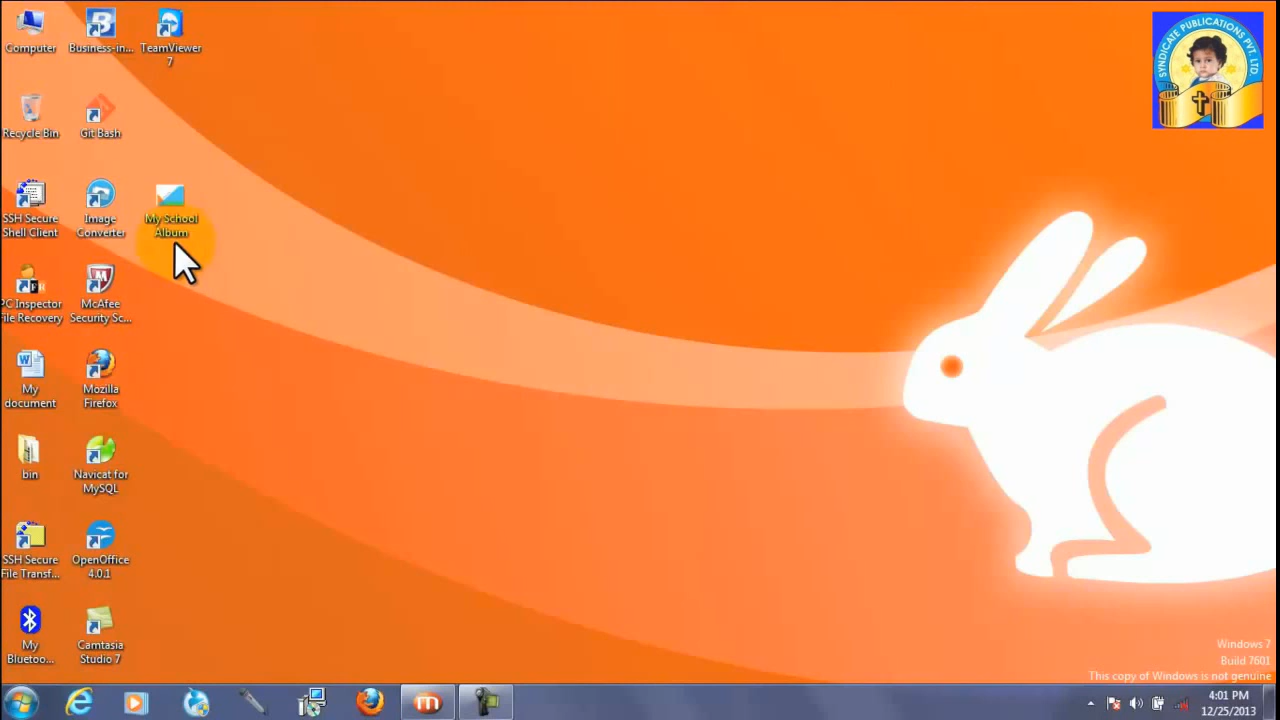 Computer
Business-in...
TeamViewer
7
Recycle Bin
Git Bash
SSH Secure
Shell Client
Image
Converter
My School
Album
PC Inspector
File Recovery
McAfee
Security Sc...
My
document
Mozilla
Firefox
bin
Navicat for
MySQL
SSH Secure
File Transf...
OpenOffice
4.0.1
My
Bluetoo...
Camtasia
Studio 7
SYNDICATE PUBLICATIONS PVT. LTD.
Windows 7
Build 7601
This copy of Windows is not genuine
4:01 PM
12/25/2013